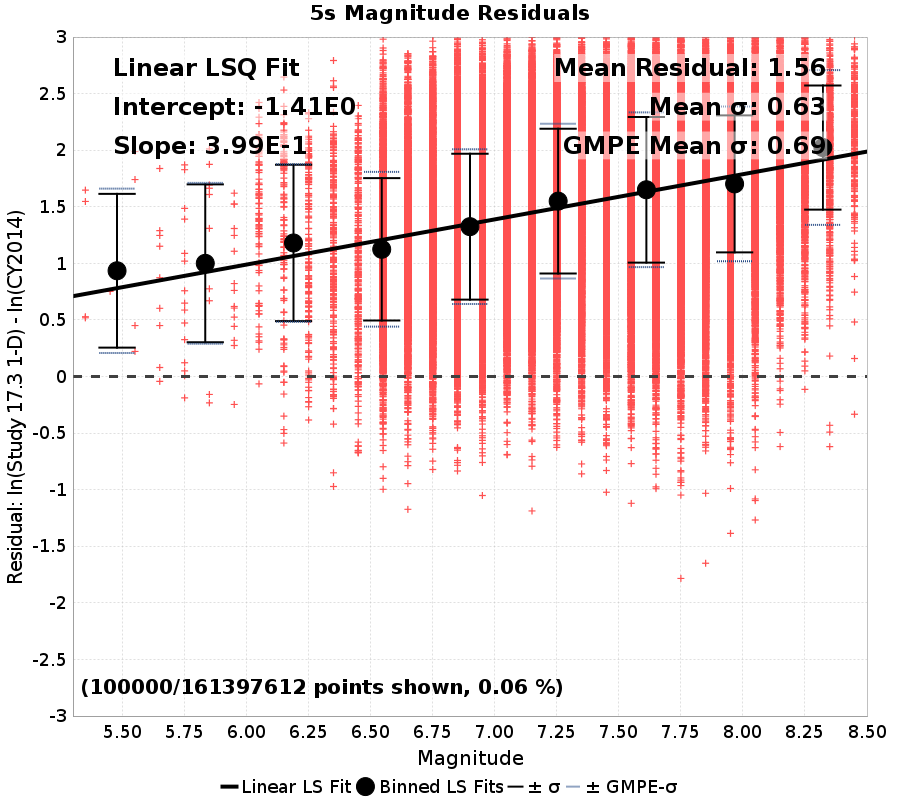 5s Magnitude Residuals
Linear LSQ Fit
Intercept: -1.41E0
Slope: 3.99E-1
Mean Residual: 1.56
Mean σ: 0.63
GMPE Mean σ: 0.69
3
2.5
2
1.5
1
0.5
0
-0.5
-1
-1.5
-2
-2.5
-3
Residual: ln(Study 17.3 1-D) - ln(CY2014)
(100000/161397612 points shown, 0.06 %)
5.50 5.75 6.00 6.25 6.50 6.75 7.00 7.25 7.50 7.75 8.00 8.25 8.50
Magnitude
Linear LS Fit Binned LS Fits ± σ ± GMPE-σ